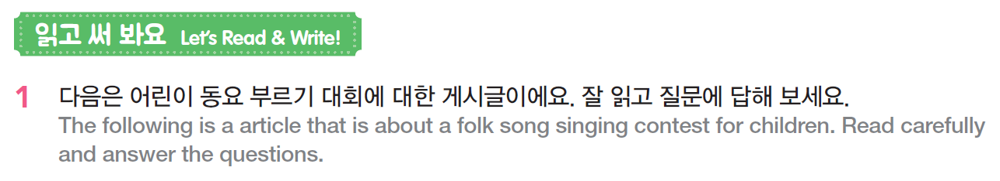 읽고 써 봐요 Let's Read & Write!
1 다음은 어린이 동요 부르기 대회에 대한 게시글이에요. 잘 읽고 질문에 답해 보세요.
The following is a article that is about a folk song singing contest for children. Read carefully
and answer the questions.